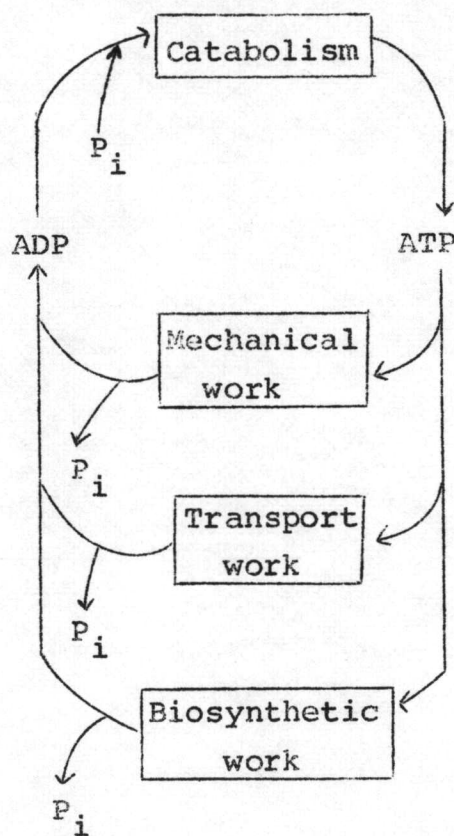 Catabolism
Pi
ADP
ATP
Mechanical
work
Pi
Transport
work
Pi
Biosynthetic
work
Pi